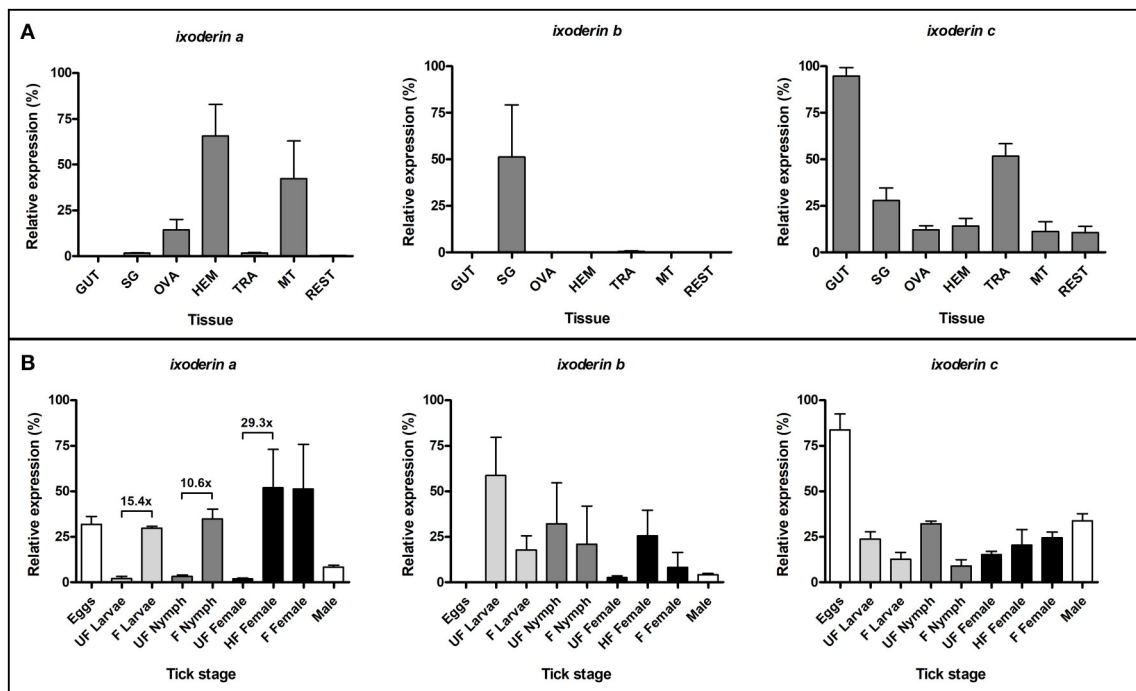 A
ixoderin a
Relative expression (%)
100
75
50
25
0
GUT
SG
OVA
HEM
TRA
MT
REST
Tissue
ixoderin b
Relative expression (%)
100
75
50
25
0
GUT
SG
OVA
HEM
TRA
MT
REST
Tissue
ixoderin c
Relative expression (%)
100
75
50
25
0
GUT
SG
OVA
HEM
TRA
MT
REST
Tissue
B
ixoderin a
Relative expression (%)
100
75
50
25
0
15.4x
10.6x
29.3x
Eggs
UF Larvae
F Larvae
UF Nymph
F Nymph
UF Female
HF Female
F Female
Male
Tick stage
ixoderin b
Relative expression (%)
100
75
50
25
0
Eggs
UF Larvae
F Larvae
UF Nymph
F Nymph
UF Female
HF Female
F Female
Male
Tick stage
ixoderin c
Relative expression (%)
100
75
50
25
0
Eggs
UF Larvae
F Larvae
UF Nymph
F Nymph
UF Female
HF Female
F Female
Male
Tick stage